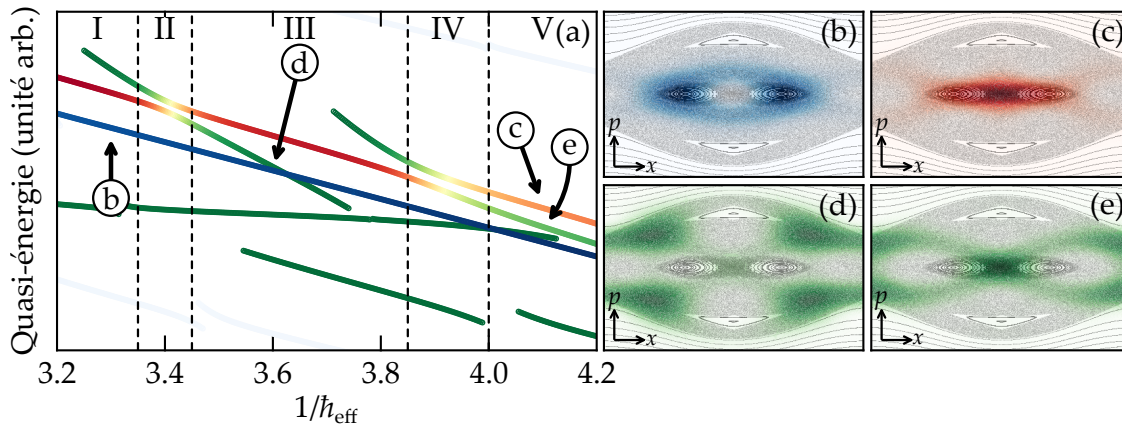 Quasi-énergie (unité arb.)
I II III IV V (a)
d
c
e
b
3.2 3.4 3.6 3.8 4.0 4.2
1/ħeff
(b)
p
x
(c)
p
x
(d)
p
x
(e)
p
x